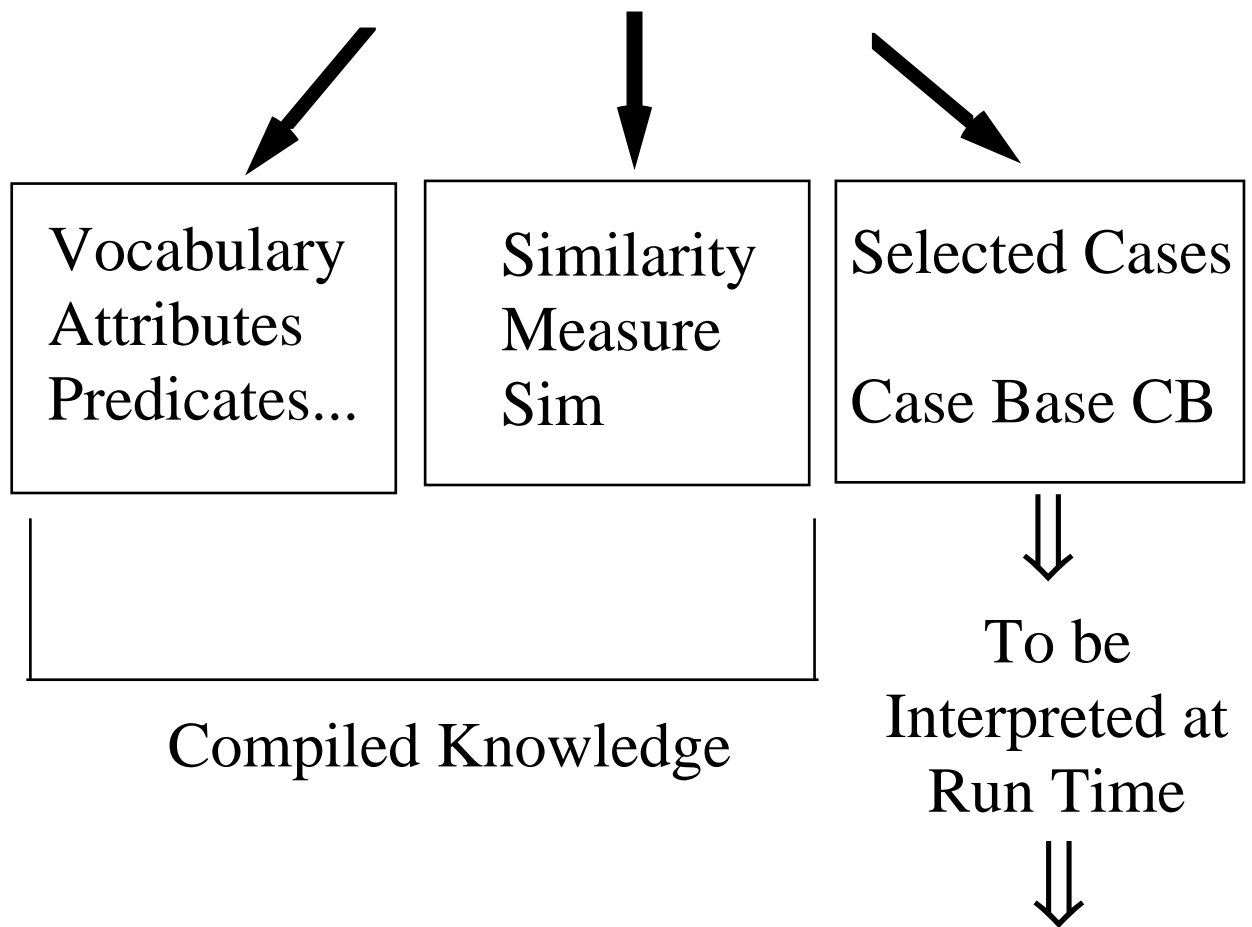 Vocabulary
Attributes
Predicates...
Similarity
Measure
Sim
Selected Cases
Case Base CB
Compiled Knowledge
To be
Interpreted at
Run Time